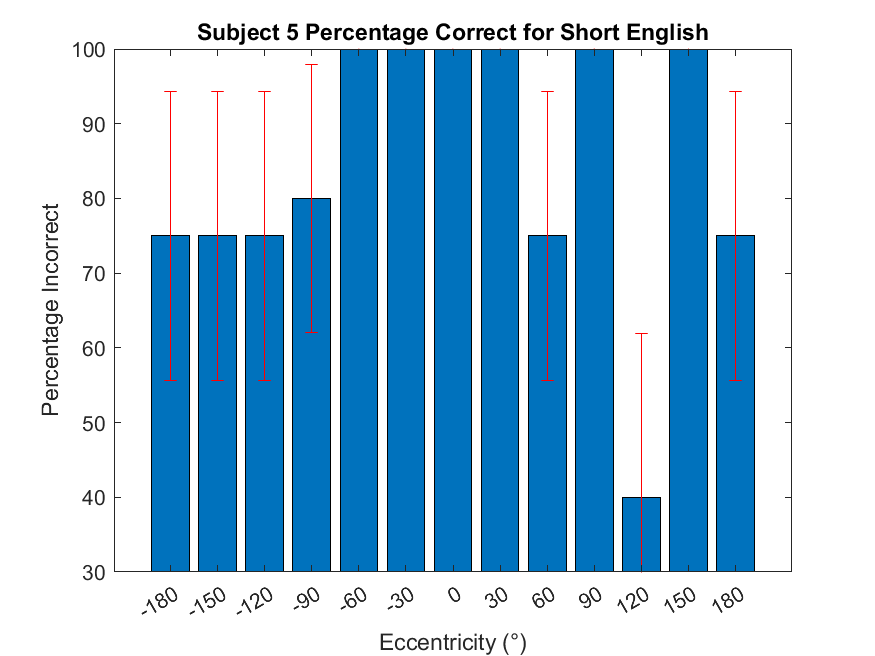 Subject 5 Percentage Correct for Short English
100
90
80
70
60
50
40
30
Percentage Incorrect
-180 -150 -120 -90 -60 -30 0 30 60 90 120 150 180
Eccentricity (°)